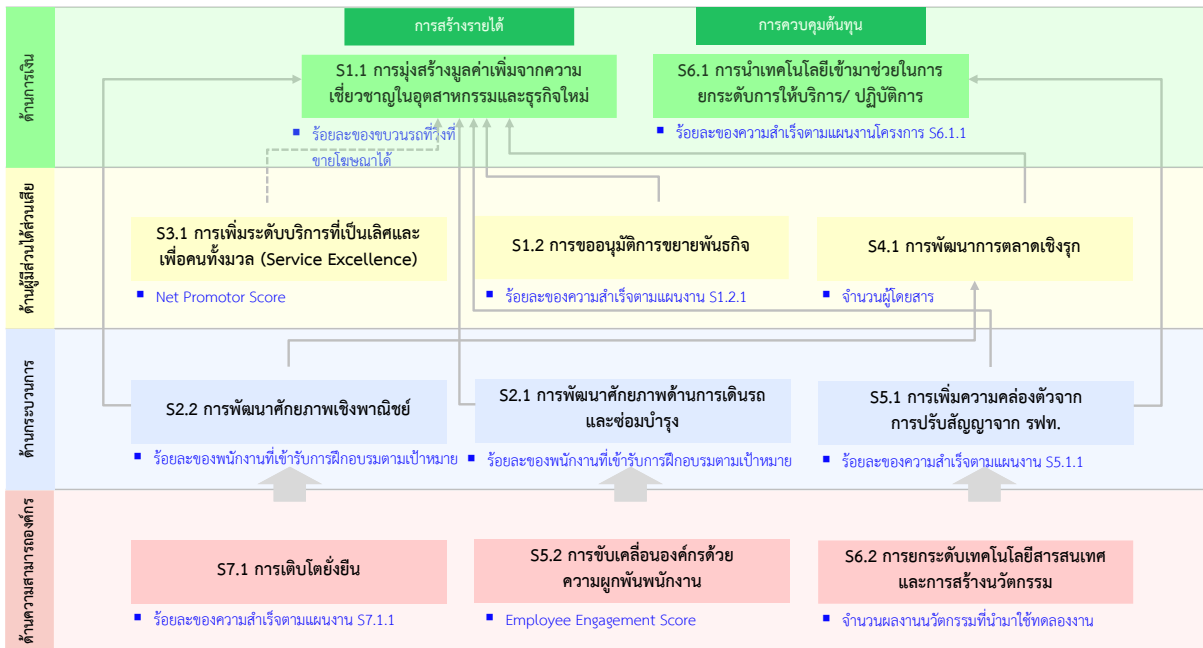 การสร้างรายได้
การควบคุมต้นทุน
ด้านการเงิน
S1.1 การมุ่งสร้างมูลค่าเพิ่มจากความ
เชี่ยวชาญในอุตสาหกรรมและธุรกิจใหม่
S6.1 การนำเทคโนโลยีเข้ามาช่วยในการ
ยกระดับการให้บริการ/ ปฏิบัติการ
▪ ร้อยละของขบวนรถที่วิ่งที่
ขายโฆษณาได้
▪ ร้อยละของความสำเร็จตามแผนงานโครงการ S6.1.1
ด้านผู้มีส่วนได้ส่วนเสีย
S3.1 การเพิ่มระดับบริการที่เป็นเลิศและ
เพื่อคนทั้งมวล (Service Excellence)
S1.2 การขออนุมัติการขยายพันธกิจ
S4.1 การพัฒนาการตลาดเชิงรุก
▪ Net Promotor Score
▪ ร้อยละของความสำเร็จตามแผนงาน S1.2.1
▪ จำนวนผู้โดยสาร
ด้านกระบวนการ
S2.2 การพัฒนาศักยภาพเชิงพาณิชย์
S2.1 การพัฒนาศักยภาพด้านการเดินรถ
และซ่อมบำรุง
S5.1 การเพิ่มความคล่องตัวจาก
การปรับสัญญาจาก รฟท.
▪ ร้อยละของพนักงานที่เข้ารับการฝึกอบรมตามเป้าหมาย
▪ ร้อยละของพนักงานที่เข้ารับการฝึกอบรมตามเป้าหมาย
▪ ร้อยละของความสำเร็จตามแผนงาน S5.1.1
ด้านความสามารถองค์กร
S7.1 การเติบโตยั่งยืน
S5.2 การขับเคลื่อนองค์กรด้วย
ความผูกพันพนักงาน
S6.2 การยกระดับเทคโนโลยีสารสนเทศ
และการสร้างนวัตกรรม
▪ ร้อยละของความสำเร็จตามแผนงาน S7.1.1
▪ Employee Engagement Score
▪ จำนวนผลงานนวัตกรรมที่นำมาใช้ทดลองงาน